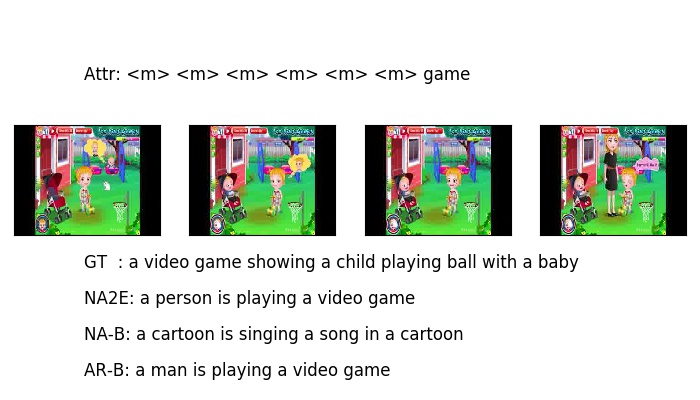 Attr: <m> <m> <m> <m> <m> <m> game
GT : a video game showing a child playing ball with a baby
NA2E: a person is playing a video game
NA-B: a cartoon is singing a song in a cartoon
AR-B: a man is playing a video game